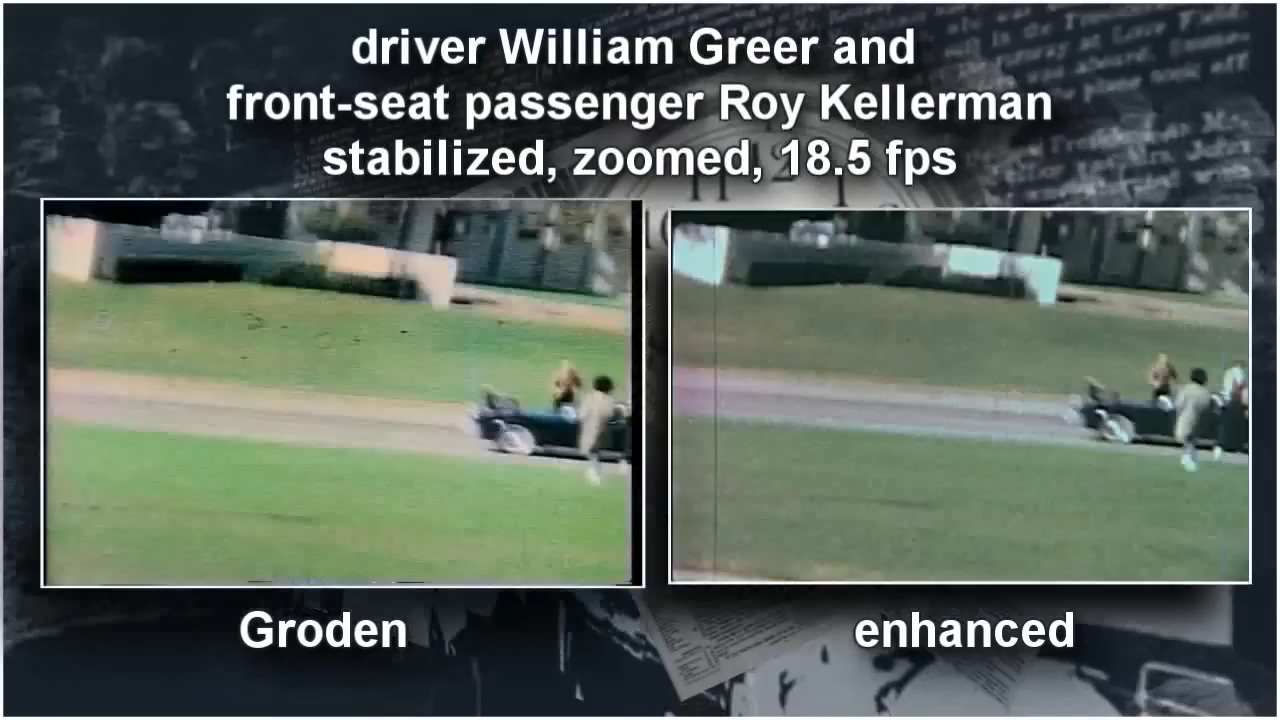 driver William Greer and
front-seat passenger Roy Kellerman
stabilized, zoomed, 18.5 fps
Groden
enhanced